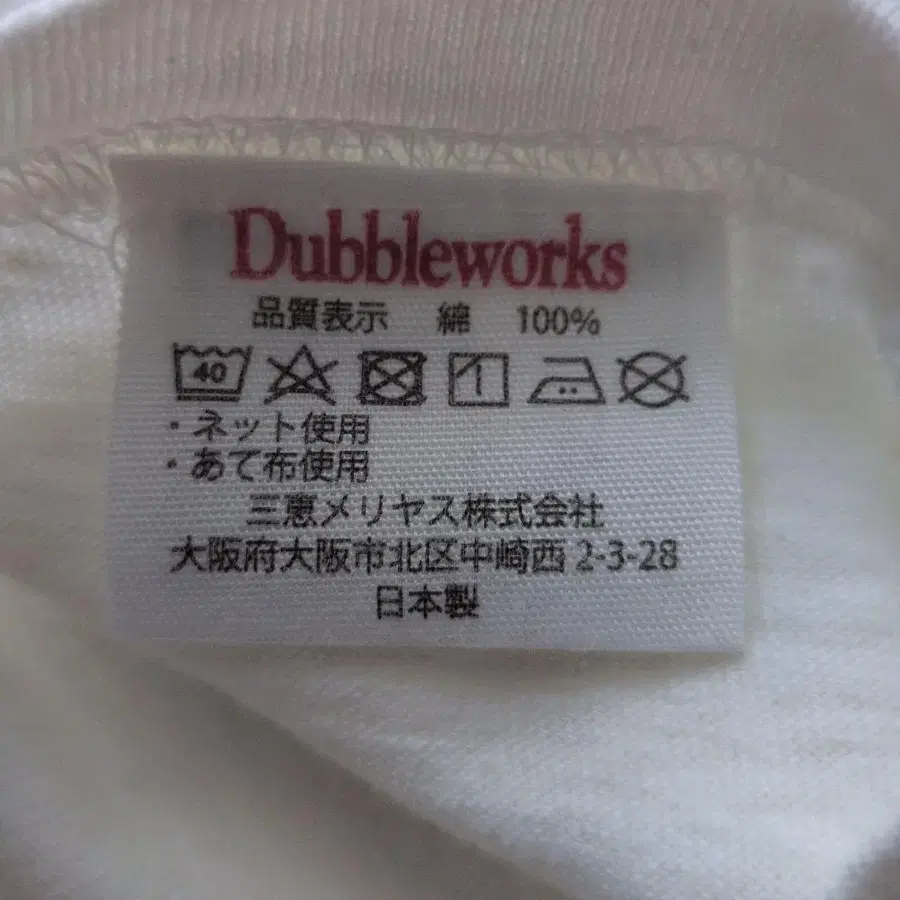 Dubbleworks
品質表示 綿 100%
40
・ネット使用
・あて布使用
三恵メリヤス株式会社
大阪府大阪市北区中崎西 2-3-28
日本製